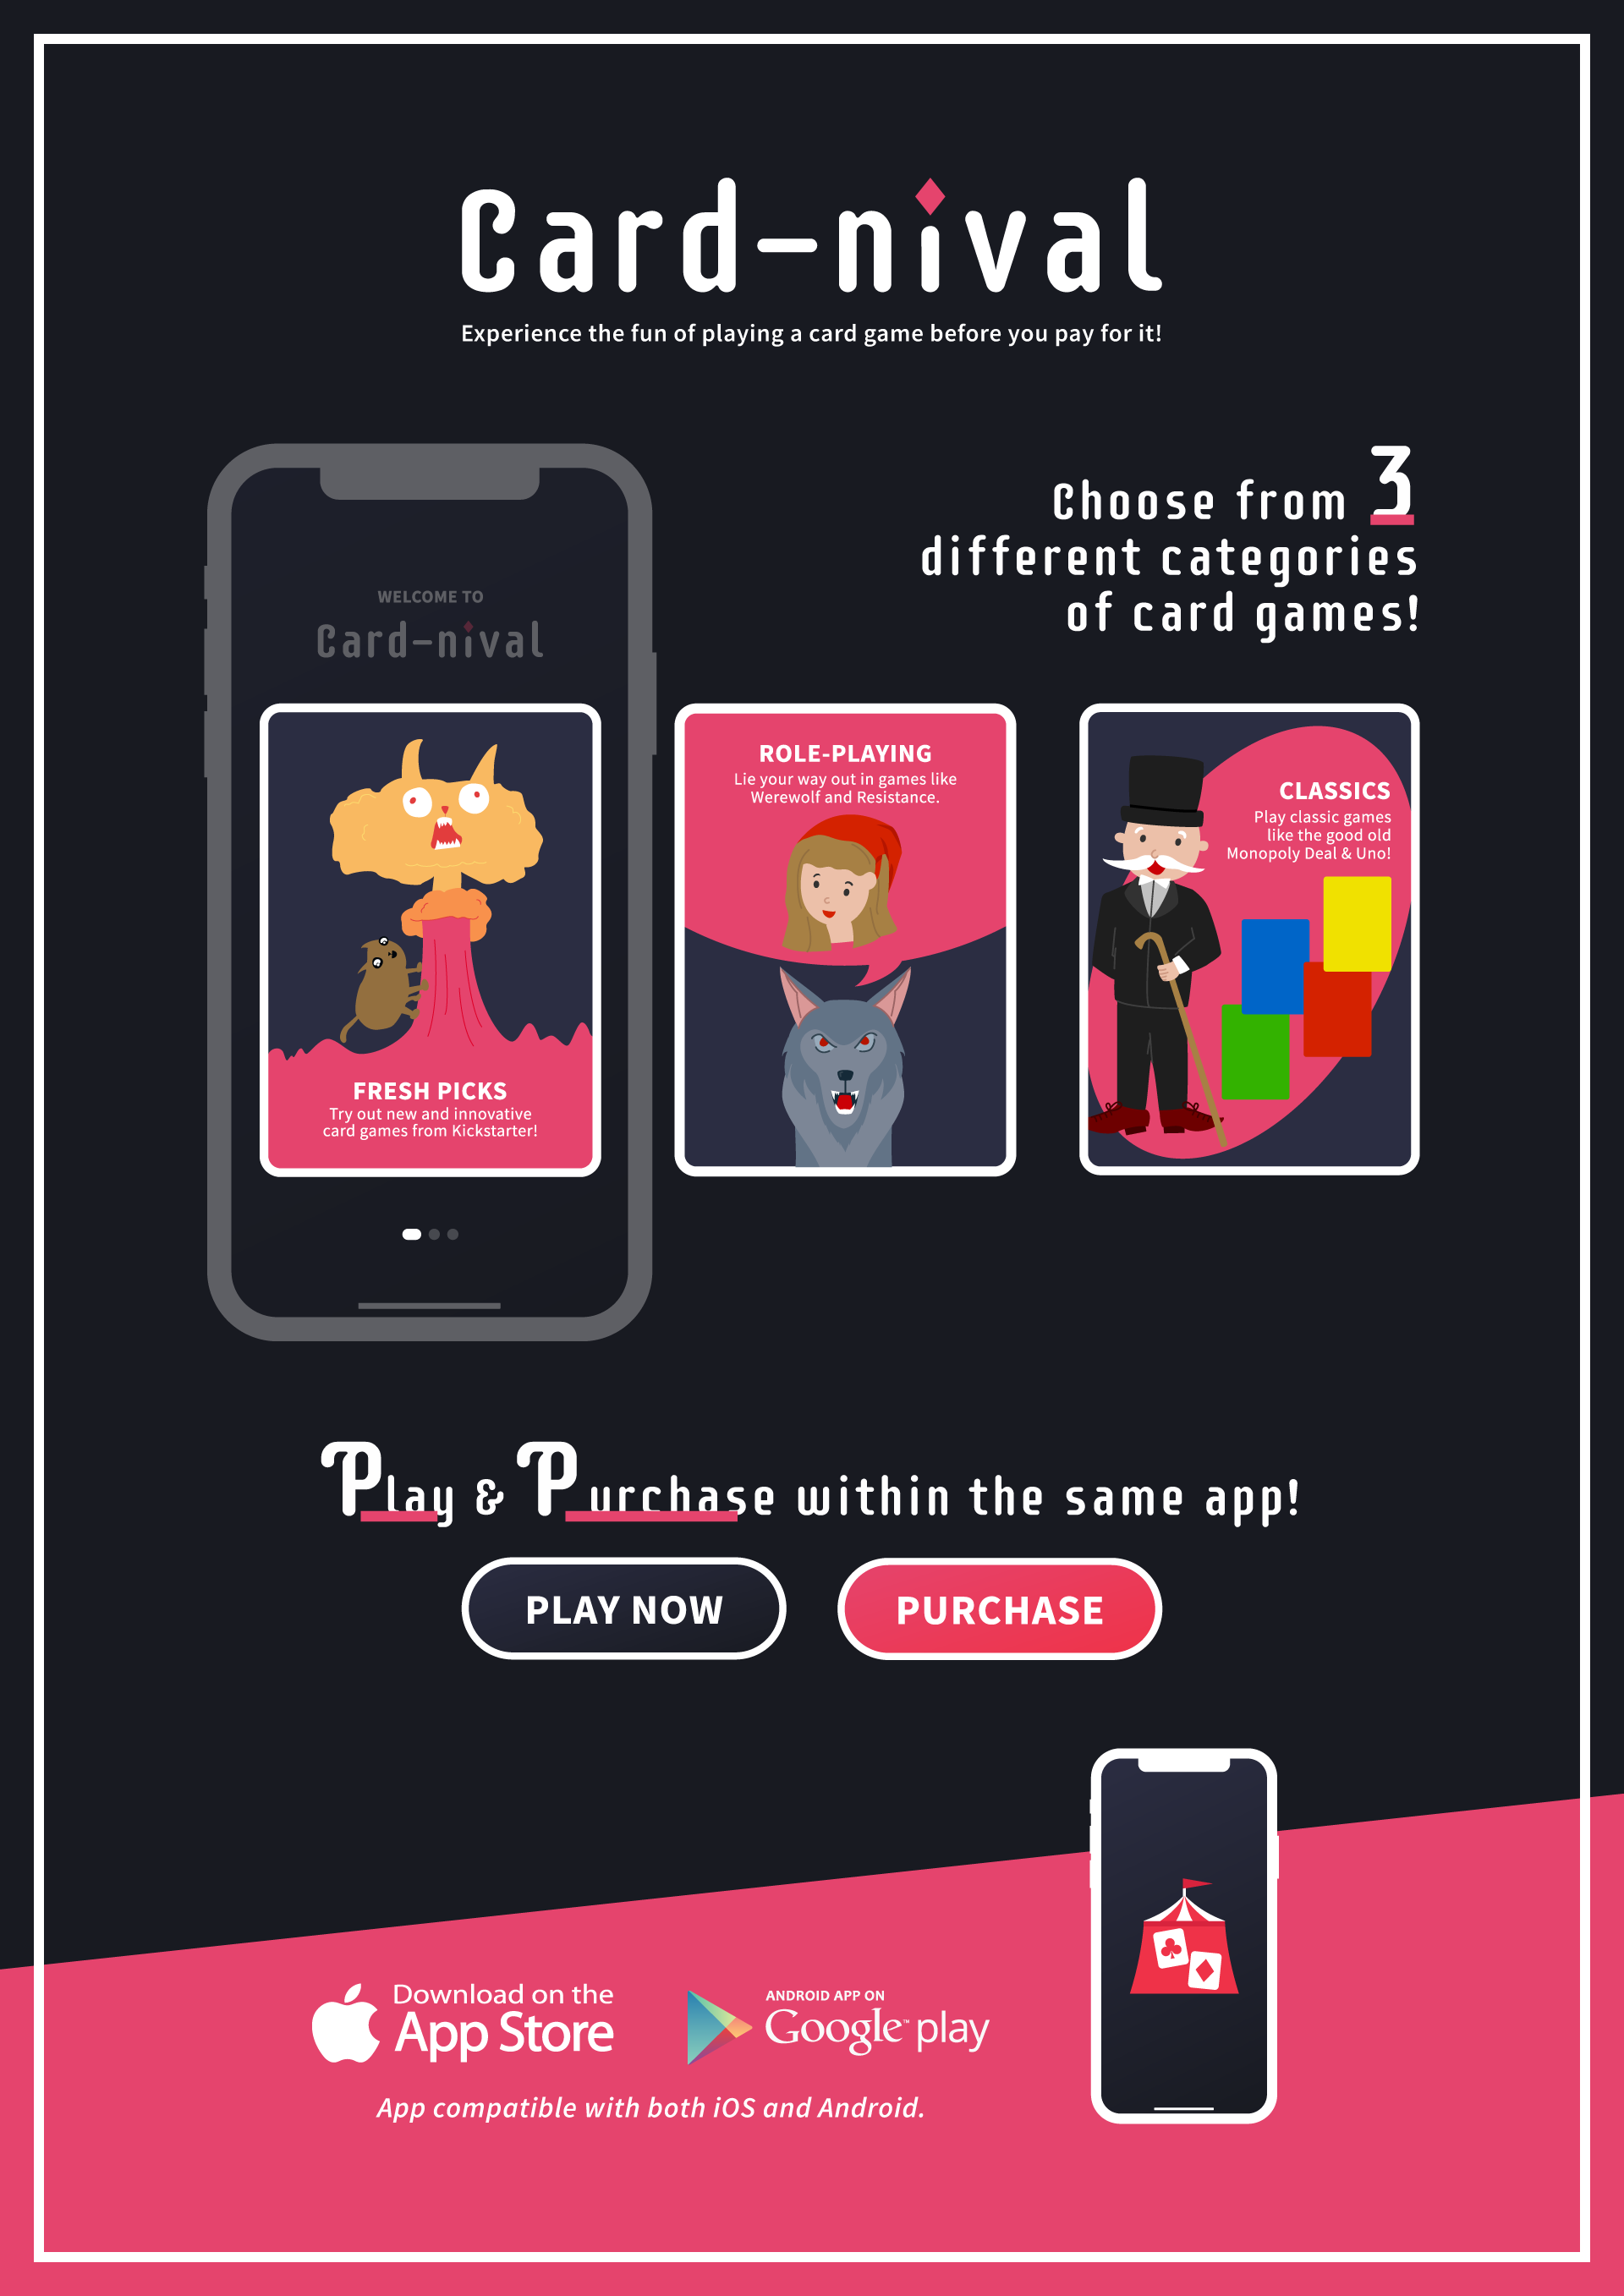 Card-nival
Experience the fun of playing a card game before you pay for it!
Choose from 3
different categories
of card games!
WELCOME TO
Card-nival
FRESH PICKS
Try out new and innovative
card games from Kickstarter!
ROLE-PLAYING
Lie your way out in games like
Werewolf and Resistance.
CLASSICS
Play classic games
like the good old
Monopoly Deal & Uno!
Play & Purchase within the same app!
PLAY NOW
PURCHASE
Download on the
App Store
ANDROID APP ON
Google™ play
App compatible with both iOS and Android.